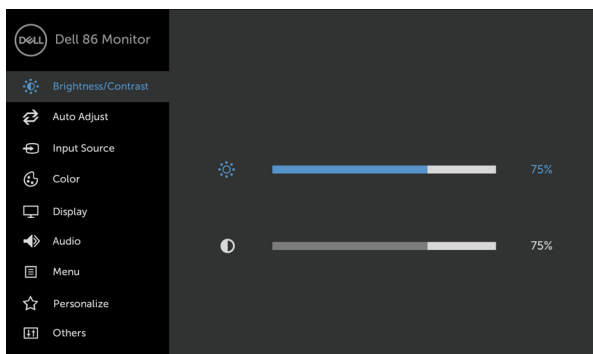 DELL Dell 86 Monitor
Brightness/Contrast
Auto Adjust
Input Source
75%
Color
Display
Audio
75%
Menu
Personalize
Others